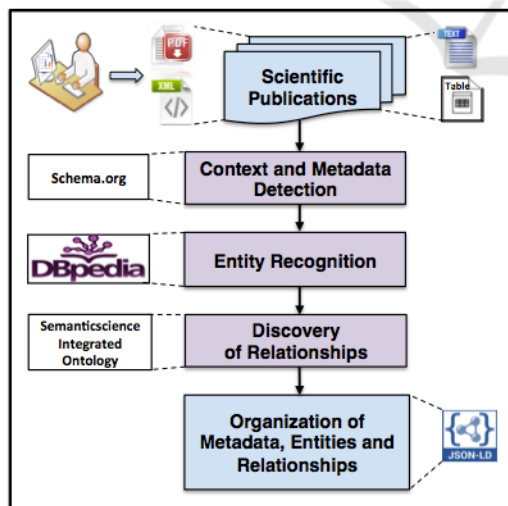 PDF
TEXT
XML
</>
Scientific
Publications
Table
Schema.org
Context and Metadata
Detection
DBpedia
Entity Recognition
Semanticscience
Integrated
Ontology
Discovery
of Relationships
Organization of
Metadata, Entities and
Relationships
{ }
JSON-LD